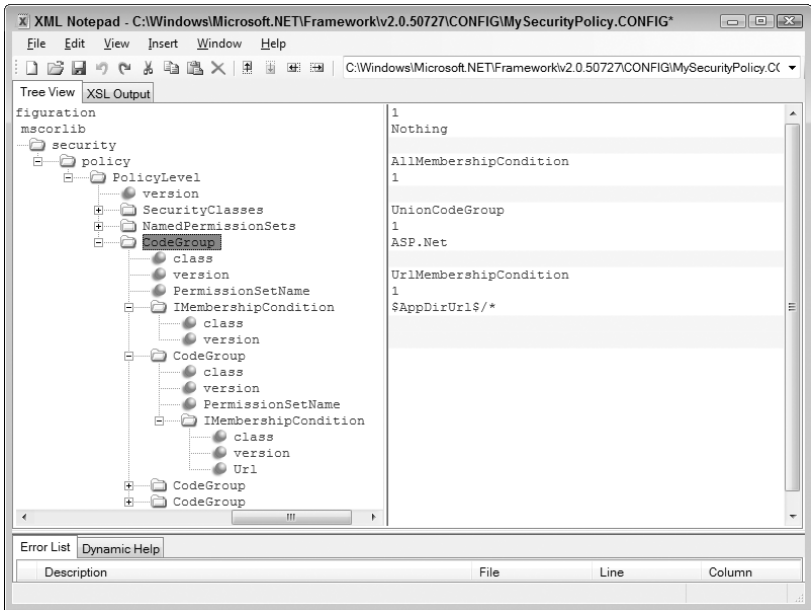 XML Notepad - C:\Windows\Microsoft.NET\Framework\v2.0.50727\CONFIG\MySecurityPolicy.CONFIG*
File Edit View Insert Window Help
C:\Windows\Microsoft.NET\Framework\v2.0.50727\CONFIG\MySecurityPolicy.C(
Tree View XSL Output
figuration 1
mscorlib Nothing
security
policy AllMembershipCondition
PolicyLevel 1
version
SecurityClasses UnionCodeGroup
NamedPermissionSets 1
CodeGroup ASP.Net
class
version UrlMembershipCondition
PermissionSetName 1
IMembershipCondition $AppDirUrl$/*
class
version
CodeGroup
class
version
PermissionSetName
IMembershipCondition
class
version
Url
CodeGroup
CodeGroup
Error List Dynamic Help
Description File Line Column